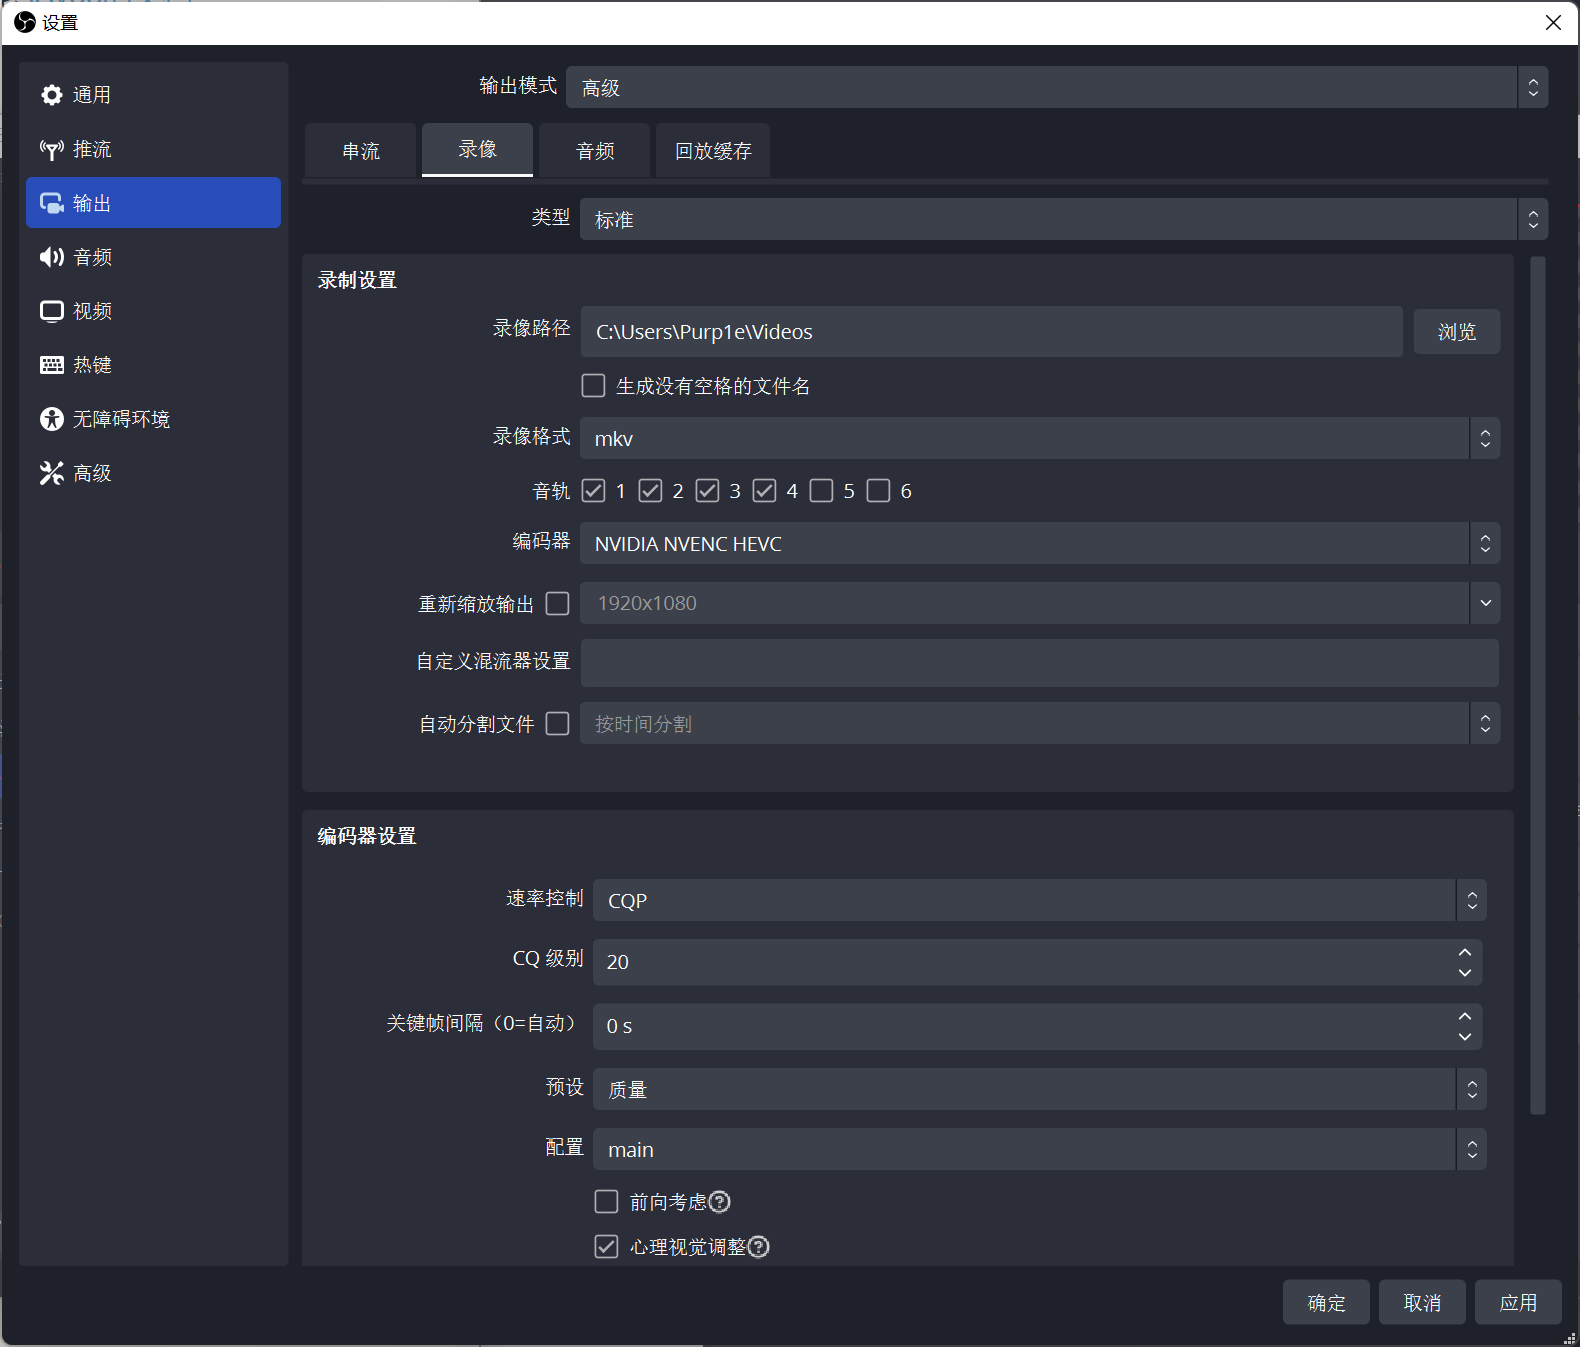 设置
通用
推流
输出
音频
视频
热键
无障碍环境
高级
输出模式 高级
串流 录像 音频 回放缓存
类型 标准
录制设置
录像路径 C:\Users\Purp1e\Videos 浏览
生成没有空格的文件名
录像格式 mkv
音轨 1 2 3 4 5 6
编码器 NVIDIA NVENC HEVC
重新缩放输出 1920x1080
自定义混流器设置
自动分割文件 按时间分割
编码器设置
速率控制 CQP
CQ 级别 20
关键帧间隔（0=自动） 0 s
预设 质量
配置 main
前向考虑
心理视觉调整
确定 取消 应用